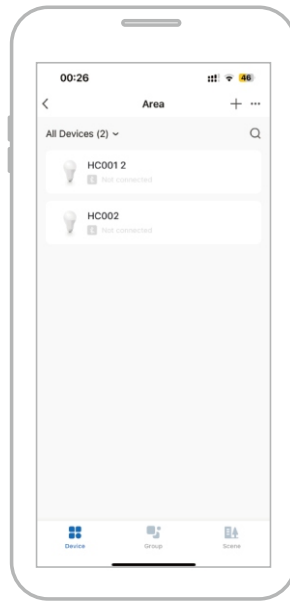 00:26
46
Area
All Devices (2)
HC001 2
Not connected
HC002
Not connected
Device
Group
Scene